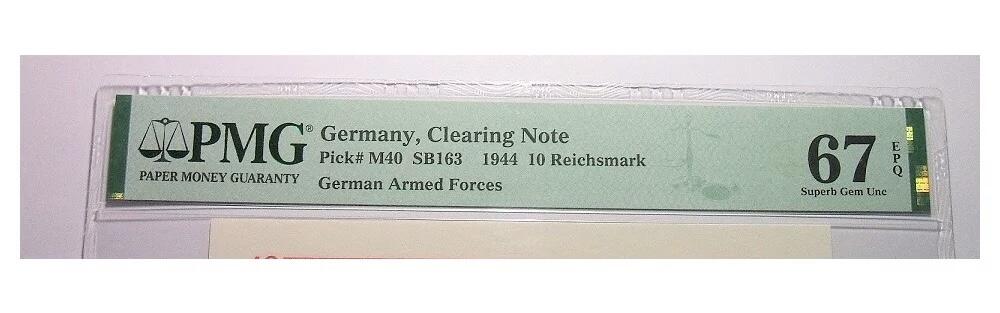 PMG®
PAPER MONEY GUARANTY
Germany, Clearing Note
Pick# M40 SB163 1944 10 Reichsmark
German Armed Forces
67
EPQ
Superb Gem Unc